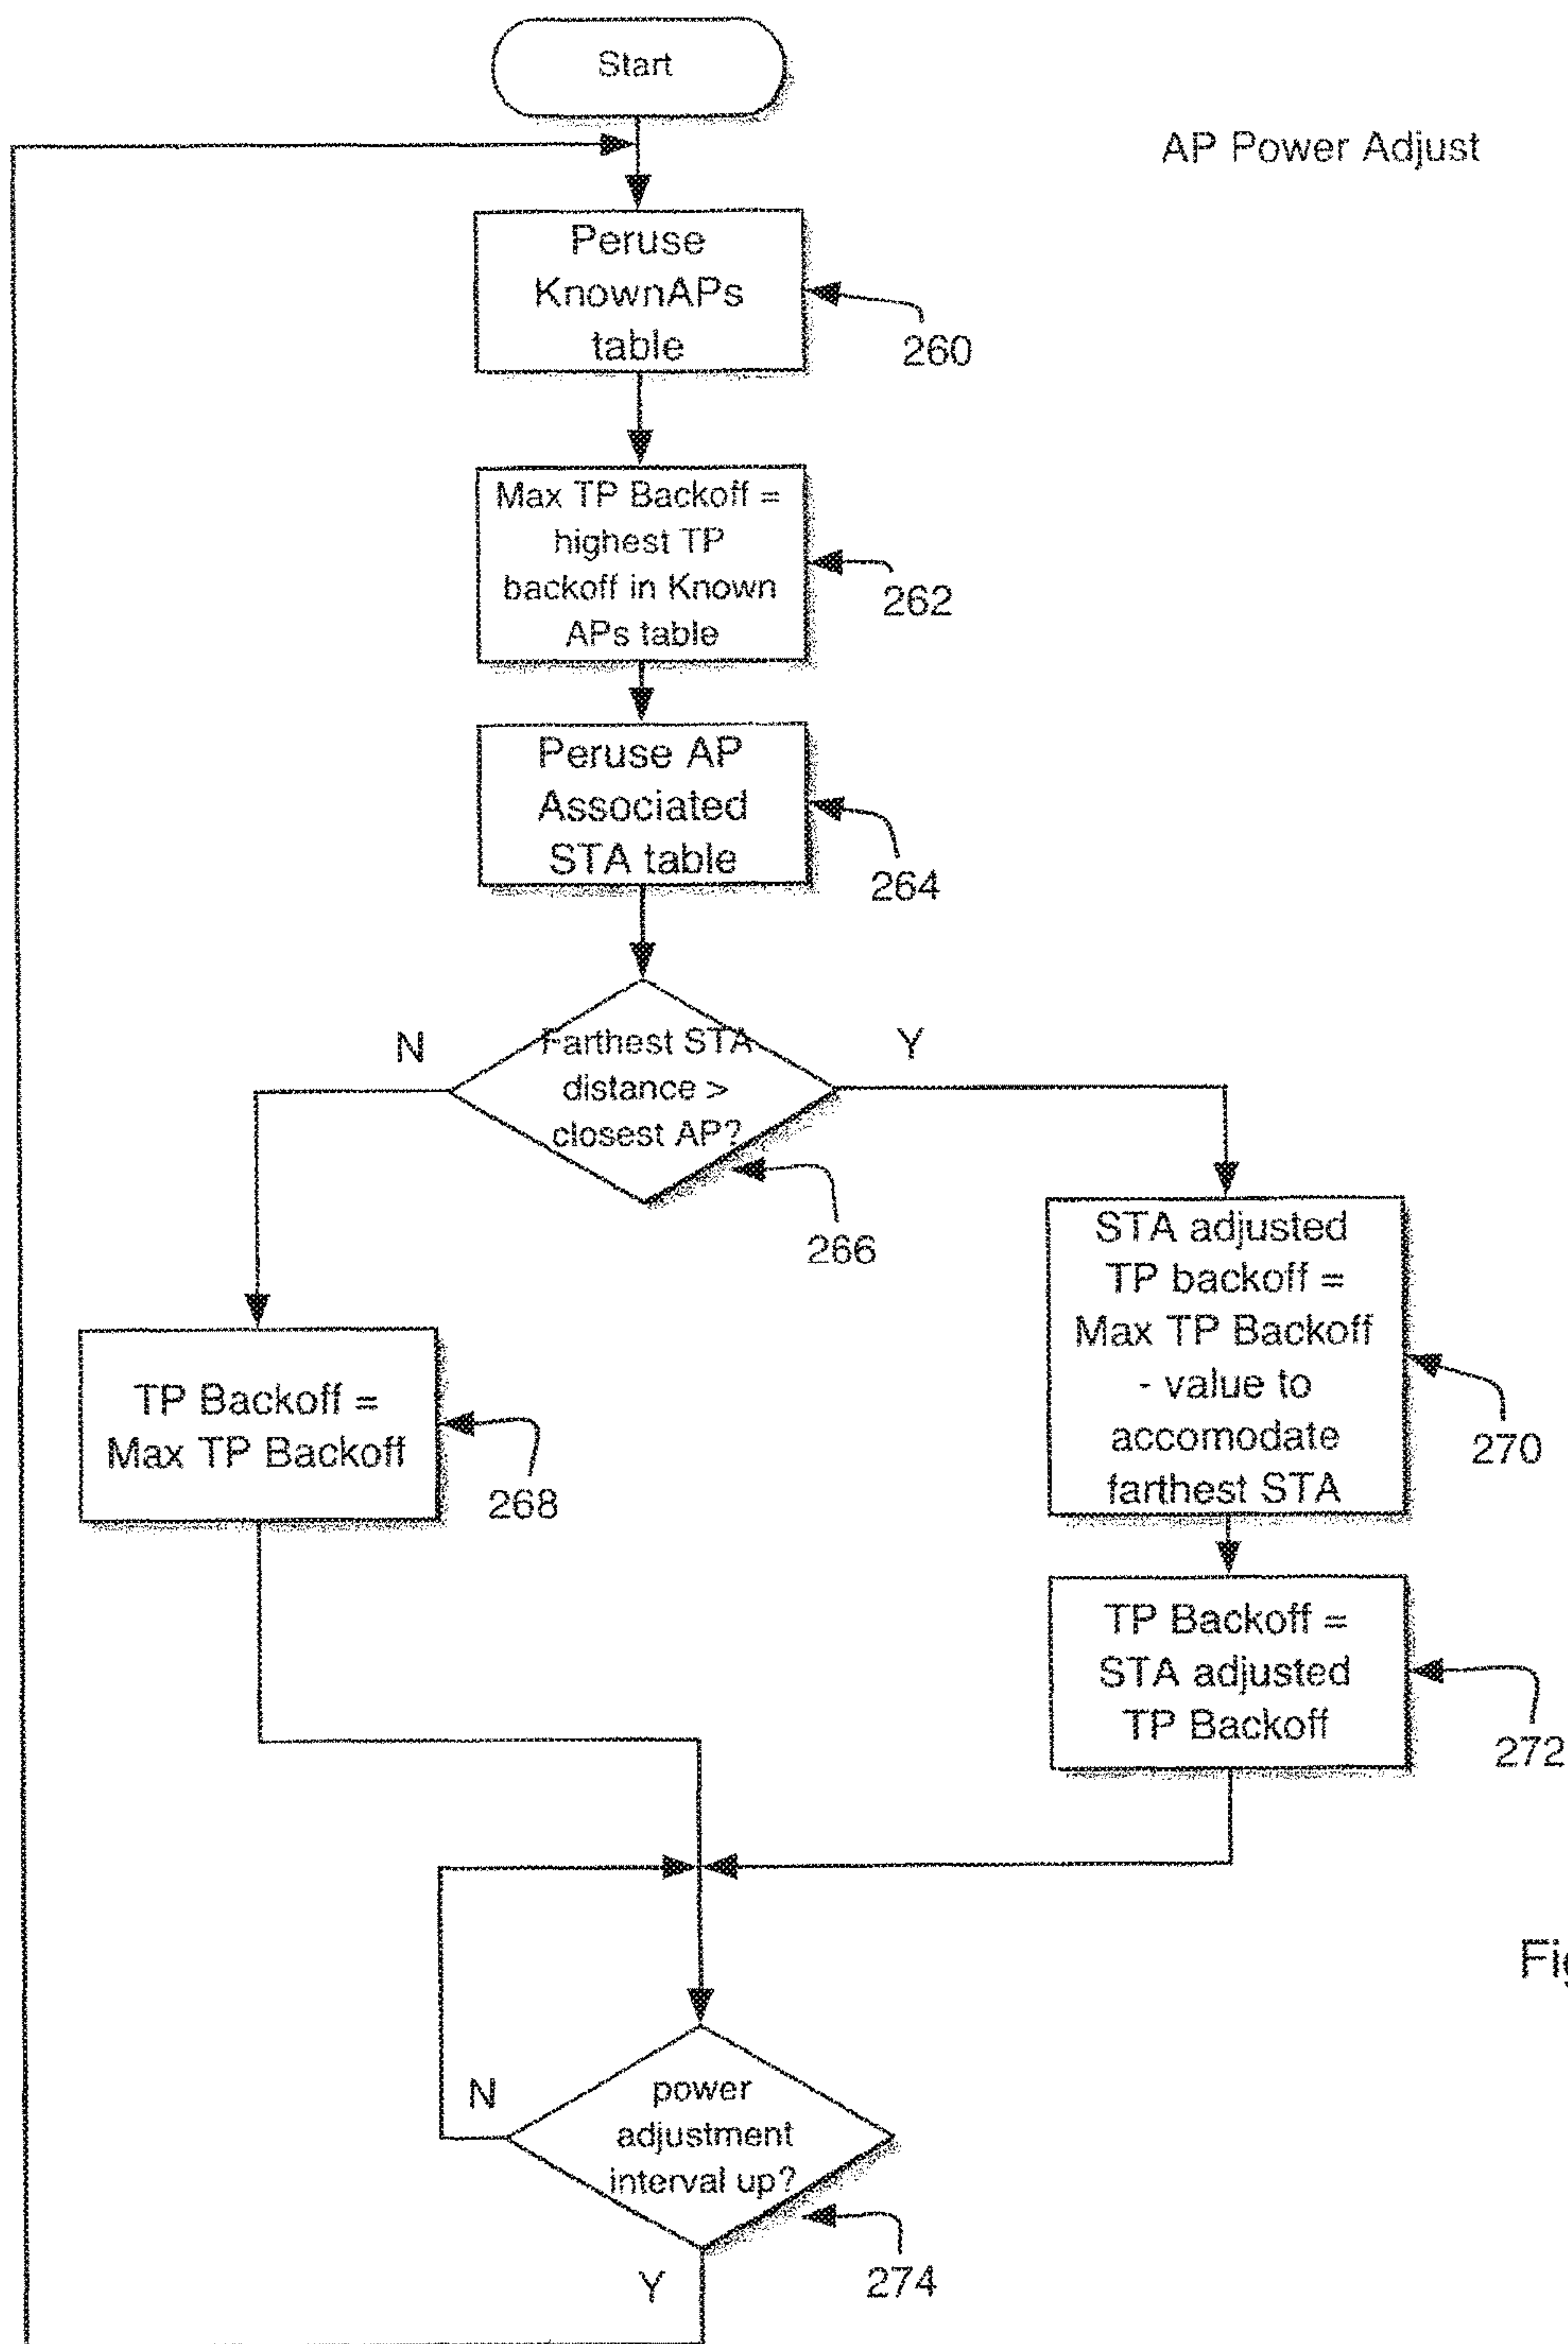 Start
AP Power Adjust
Peruse
KnownAPs
table
260
Max TP Backoff =
highest TP
backoff in Known
APs table
262
Peruse AP
Associated
STA table
264
N
Farthest STA
distance >
closest AP?
Y
266
STA adjusted
TP backoff =
Max TP Backoff
- value to
accomodate
farthest STA
270
TP Backoff =
Max TP Backoff
268
TP Backoff =
STA adjusted
TP Backoff
272
N
power
adjustment
interval up?
274
Y